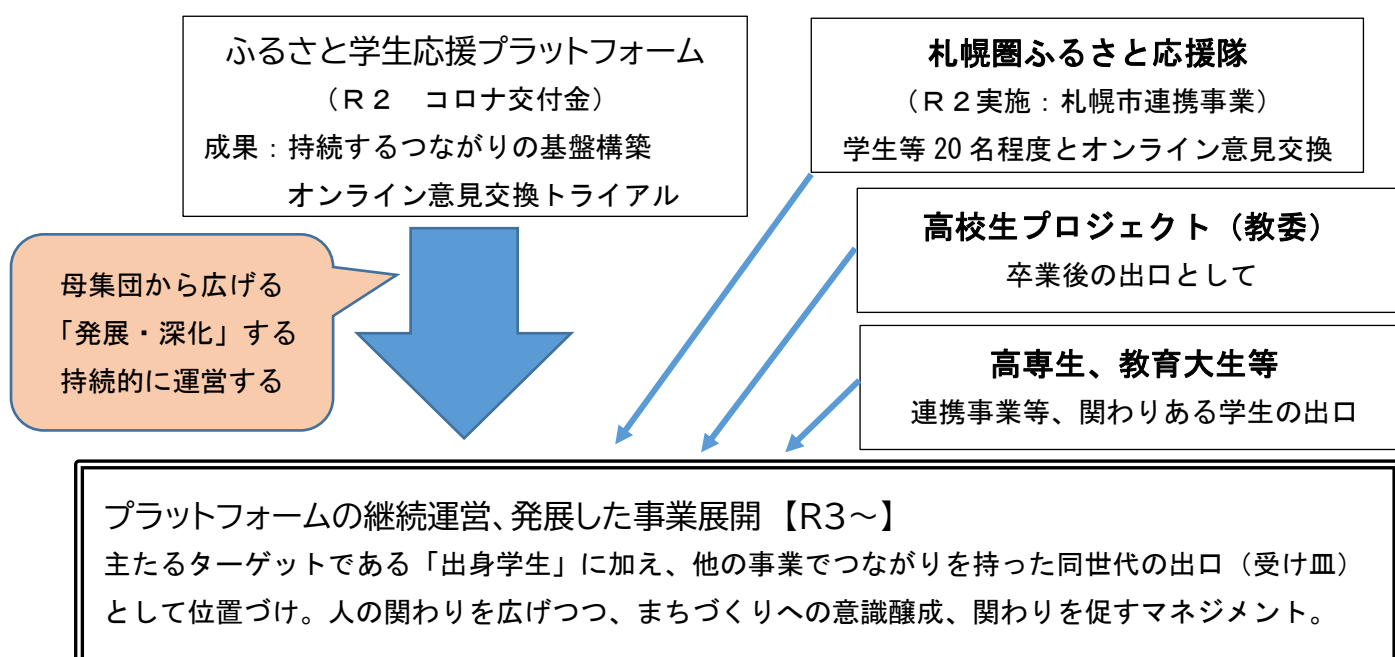 ふるさと学生応援プラットフォーム
（R２　コロナ交付金）
成果：持続するつながりの基盤構築
オンライン意見交換トライアル
札幌圏ふるさと応援隊
（R２実施：札幌市連携事業）
学生等 20 名程度とオンライン意見交換
高校生プロジェクト（教委）
卒業後の出口として
高専生、教育大生等
連携事業等、関わりある学生の出口
母集団から広げる
「発展・深化」する
持続的に運営する
プラットフォームの継続運営、発展した事業展開【R3～】
主たるターゲットである「出身学生」に加え、他の事業でつながりを持った同世代の出口（受け皿）
として位置づけ。人の関わりを広げつつ、まちづくりへの意識醸成、関わりを促すマネジメント。